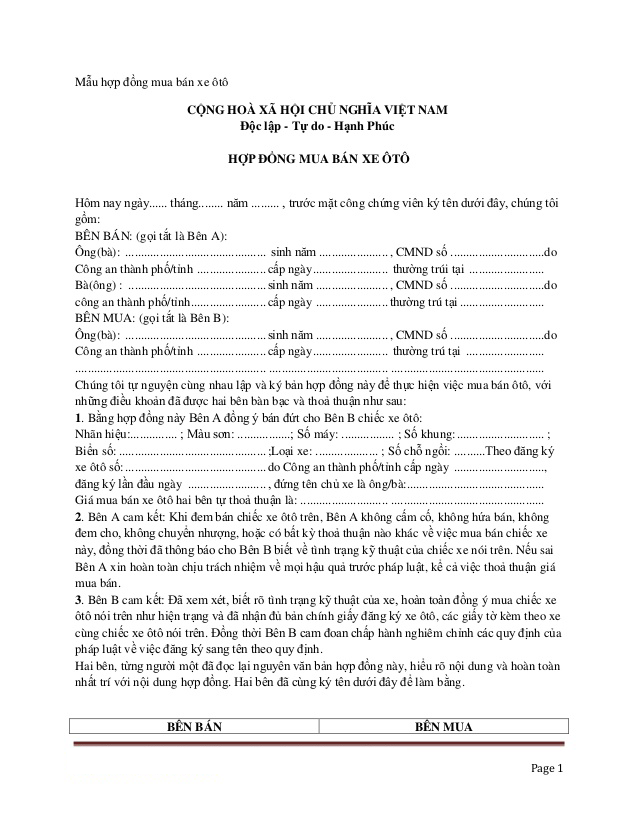 Mẫu hợp đồng mua bán xe ôtô
CỘNG HOÀ XÃ HỘI CHỦ NGHĨA VIỆT NAM
Độc lập - Tự do - Hạnh Phúc
HỢP ĐỒNG MUA BÁN XE ÔTÔ
Hôm nay ngày...... tháng........ năm ......... , trước mặt công chứng viên ký tên dưới đây, chúng tôi
gồm:
BÊN BÁN: (gọi tắt là Bên A):
Ông(bà): ............................................. sinh năm ...................... , CMND số ..............................do
Công an thành phố/tỉnh ...................... cấp ngày........................ thường trúi tại ........................
Bà(ông) : ............................................ sinh năm ...................... , CMND số ..............................do
công an thành phố/tỉnh........................ cấp ngày ....................... thường trú tại ...........................
BÊN MUA: (gọi tắt là Bên B):
Ông(bà): ............................................. sinh năm ...................... , CMND số ..............................do
Công an thành phố/tỉnh ...................... cấp ngày........................ thường trú tại .........................
............................................................. ...................................... .................................................
Chúng tôi tự nguyện cùng nhau lập và ký bản hợp đồng này để thực hiện việc mua bán ôtô, với
những điều khoản đã được hai bên bàn bạc và thoả thuận như sau:
1. Bằng hợp đồng này Bên A đồng ý bán đứt cho Bên B chiếc xe ôtô:
Nhãn hiệu:............... ; Màu sơn: .................; Số máy: ................. ; Số khung: ............................ ;
Biển số: ............................................... ;Loại xe: .................... ; Số chỗ ngồi: ..........Theo đăng ký
xe ôtô số: ............................................. do Công an thành phố/tỉnh cấp ngày .............................,
đăng ký lần đầu ngày ......................... , đứng tên chủ xe là ông/bà:............................................
Giá mua bán xe ôtô hai bên tự thoả thuận là: ............................ .................................................
2. Bên A cam kết: Khi đem bán chiếc xe ôtô trên, Bên A không cầm cố, không hứa bán, không
đem cho, không chuyển nhượng, hoặc có bất kỳ thoả thuận nào khác về việc mua bán chiếc xe
này, đồng thời đã thông báo cho Bên B biết về tình trạng kỹ thuật của chiếc xe nói trên. Nếu sai
Bên A xin hoàn toàn chịu trách nhiệm về mọi hậu quả trước pháp luật, kể cả việc thoả thuận giá
mua bán.
3. Bên B cam kết: Đã xem xét, biết rõ tình trạng kỹ thuật của xe, hoàn toàn đồng ý mua chiếc xe
ôtô nói trên như hiện trạng và đã nhận đủ bản chính giấy đăng ký xe ôtô, các giấy tờ kèm theo xe
cùng chiếc xe ôtô nói trên. Đồng thời Bên B cam đoan chấp hành nghiêm chỉnh các quy định của
pháp luật về việc đăng ký sang tên theo quy định.
Hai bên, từng người một đã đọc lại nguyên văn bản hợp đồng này, hiểu rõ nội dung và hoàn toàn
nhất trí với nội dung hợp đồng. Hai bên đã cùng ký tên dưới đây để làm bằng.
BÊN BÁN BÊN MUA
Page 1